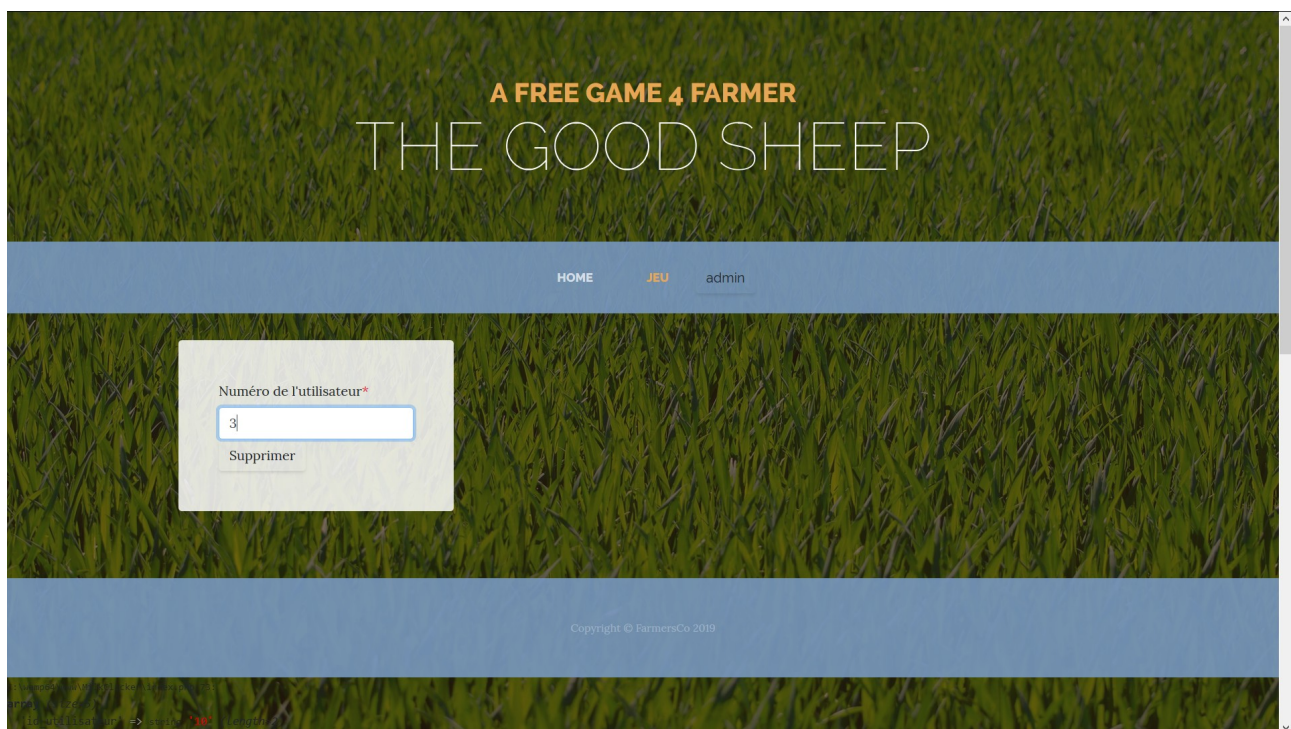 A FREE GAME 4 FARMER
THE GOOD SHEEP
HOME JEU admin
Numéro de l'utilisateur*
3
Supprimer
Copyright © FarmersCo 2019